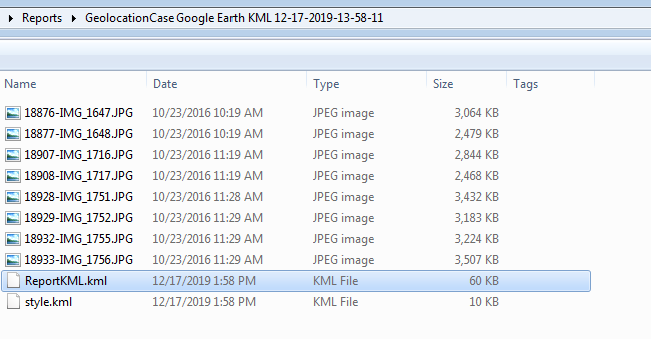 Reports GeolocationCase Google Earth KML 12-17-2019-13-58-11
Name Date Type Size Tags
18876-IMG_1647.JPG 10/23/2016 10:19 AM JPEG image 3,064 KB
18877-IMG_1648.JPG 10/23/2016 10:19 AM JPEG image 2,479 KB
18907-IMG_1716.JPG 10/23/2016 11:19 AM JPEG image 2,844 KB
18908-IMG_1717.JPG 10/23/2016 11:19 AM JPEG image 2,468 KB
18928-IMG_1751.JPG 10/23/2016 11:28 AM JPEG image 3,432 KB
18929-IMG_1752.JPG 10/23/2016 11:29 AM JPEG image 3,183 KB
18932-IMG_1755.JPG 10/23/2016 11:29 AM JPEG image 3,224 KB
18933-IMG_1756.JPG 10/23/2016 11:29 AM JPEG image 3,507 KB
ReportKML.kml 12/17/2019 1:58 PM KML File 60 KB
style.kml 12/17/2019 1:58 PM KML File 10 KB